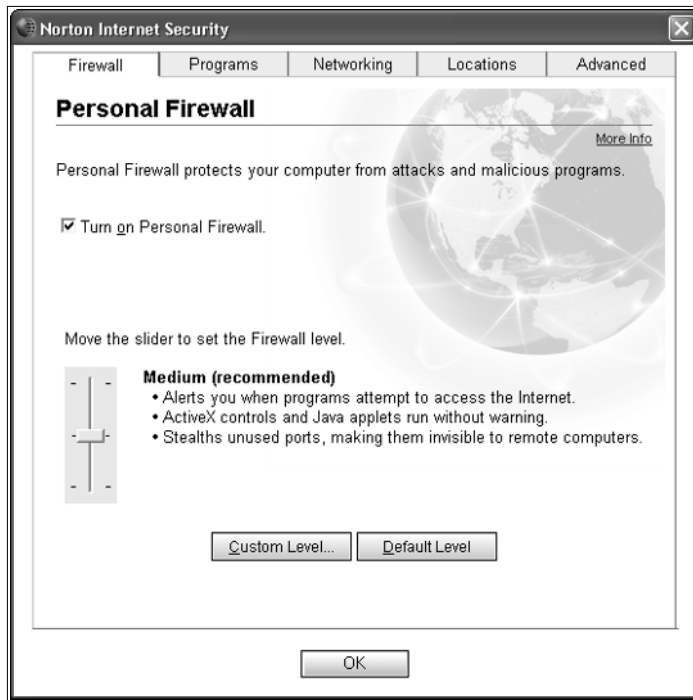 Norton Internet Security
Firewall
Programs
Networking
Locations
Advanced
Personal Firewall
More Info
Personal Firewall protects your computer from attacks and malicious programs.
Turn on Personal Firewall.
Move the slider to set the Firewall level.
Medium (recommended)
• Alerts you when programs attempt to access the Internet.
• ActiveX controls and Java applets run without warning.
• Stealths unused ports, making them invisible to remote computers.
Custom Level...
Default Level
OK